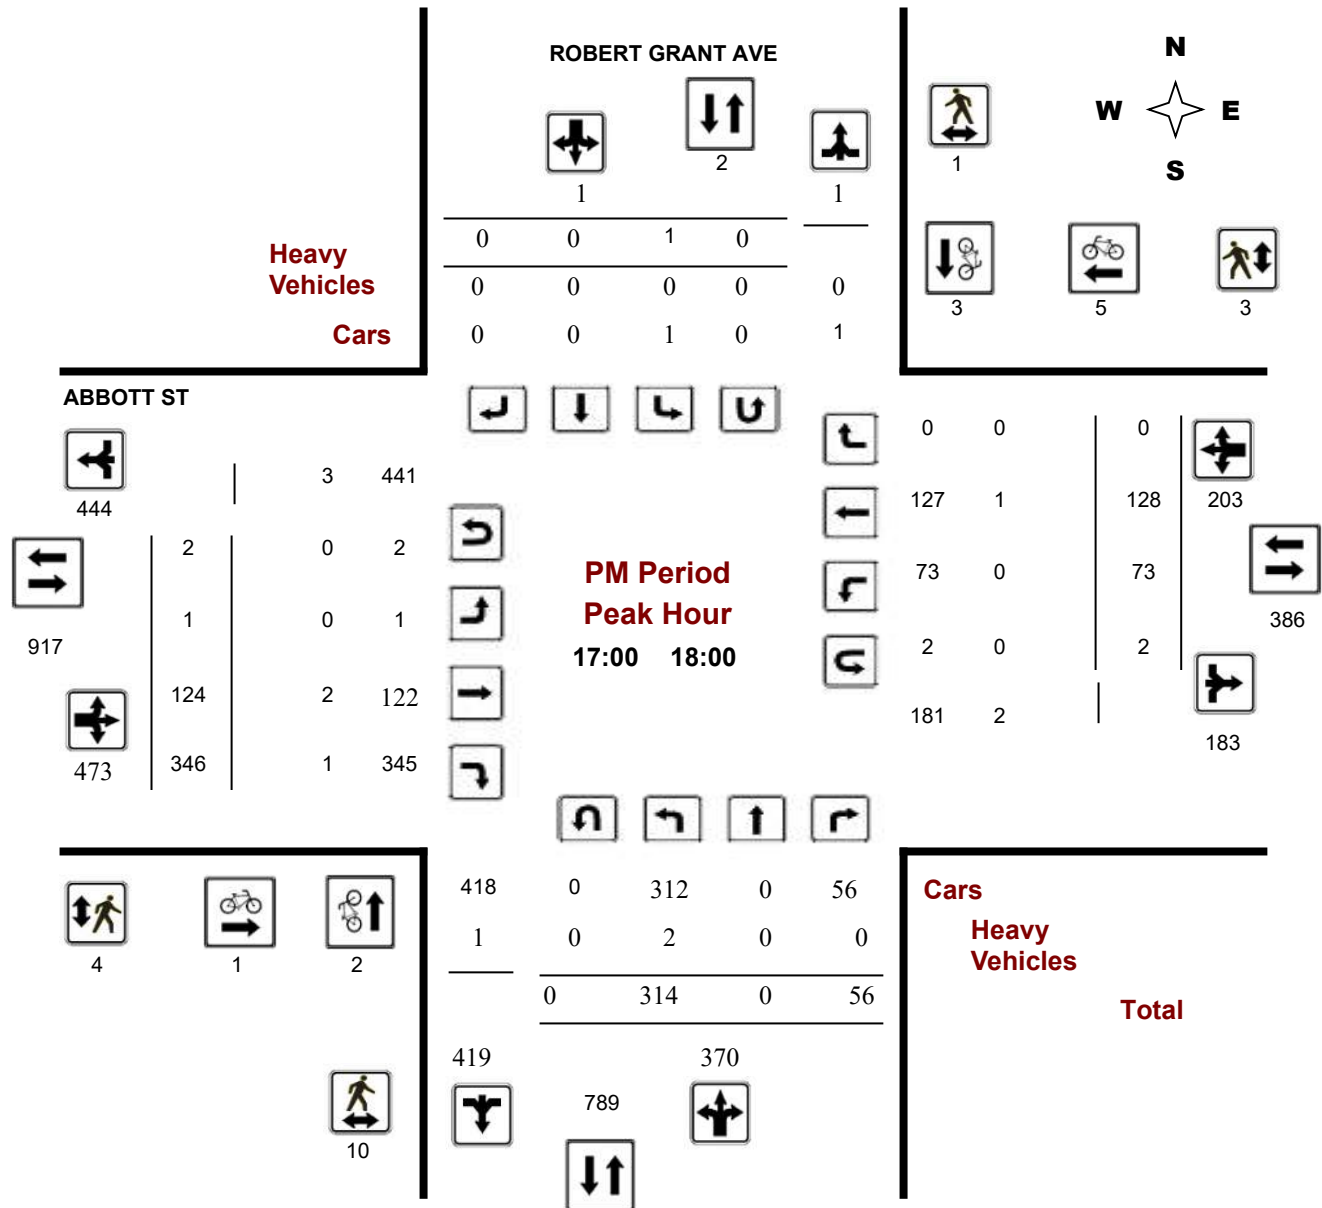 ROBERT GRANT AVE
N
W E
S
2
1
1 1
0 0 1 0
Heavy
Vehicles
0 0 0 0 0
3 5 3
Cars
0 0 1 0 1
ABBOTT ST
0 0 0
3 441
444
127 1 128 203
2 0 2
PM Period
73 0 73
Peak Hour
1 0 1
386
917
17:00 18:00
2 0 2
124 2 122
181 2
183
473 346 1 345
418 0 312 0 56
Cars
1 0 2 0 0
Heavy
Vehicles
4 1 2
0 314 0 56
Total
419 370
789
10